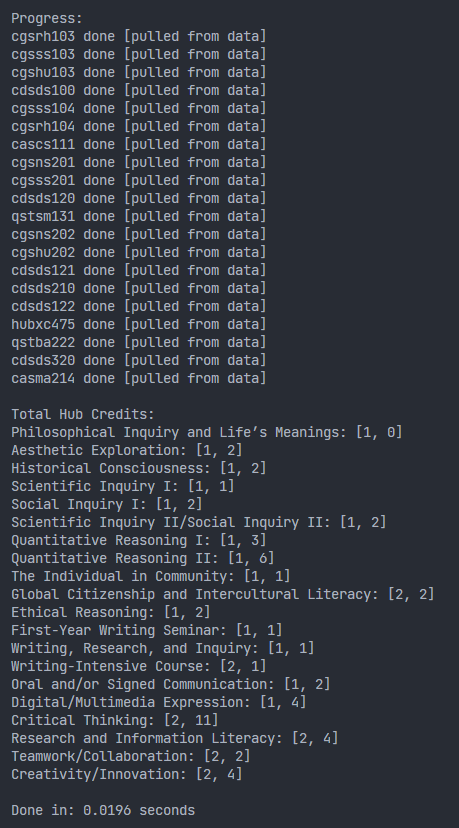 Progress:
cgsrh103 done [pulled from data]
cgsss103 done [pulled from data]
cgshu103 done [pulled from data]
cdsds100 done [pulled from data]
cgsss104 done [pulled from data]
cgsrh104 done [pulled from data]
cascs111 done [pulled from data]
cgsns201 done [pulled from data]
cgsss201 done [pulled from data]
cdsds120 done [pulled from data]
qstsm131 done [pulled from data]
cgsns202 done [pulled from data]
cgshu202 done [pulled from data]
cdsds121 done [pulled from data]
cdsds210 done [pulled from data]
cdsds122 done [pulled from data]
hubxc475 done [pulled from data]
qstba222 done [pulled from data]
cdsds320 done [pulled from data]
casma214 done [pulled from data]

Total Hub Credits:
Philosophical Inquiry and Life’s Meanings: [1, 0]
Aesthetic Exploration: [1, 2]
Historical Consciousness: [1, 2]
Scientific Inquiry I: [1, 1]
Social Inquiry I: [1, 2]
Scientific Inquiry II/Social Inquiry II: [1, 2]
Quantitative Reasoning I: [1, 3]
Quantitative Reasoning II: [1, 6]
The Individual in Community: [1, 1]
Global Citizenship and Intercultural Literacy: [2, 2]
Ethical Reasoning: [1, 2]
First-Year Writing Seminar: [1, 1]
Writing, Research, and Inquiry: [1, 1]
Writing-Intensive Course: [2, 1]
Oral and/or Signed Communication: [1, 2]
Digital/Multimedia Expression: [1, 4]
Critical Thinking: [2, 11]
Research and Information Literacy: [2, 4]
Teamwork/Collaboration: [2, 2]
Creativity/Innovation: [2, 4]

Done in: 0.0196 seconds